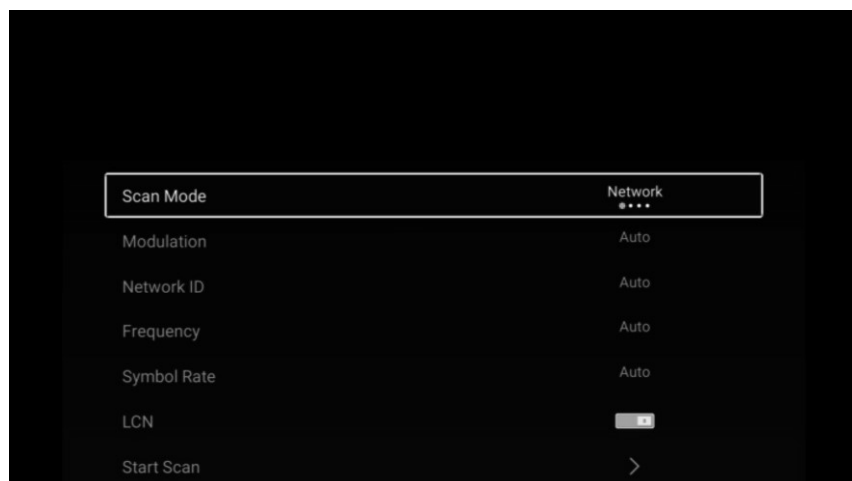 Scan Mode Network
Modulation Auto
Network ID Auto
Frequency Auto
Symbol Rate Auto
LCN
Start Scan